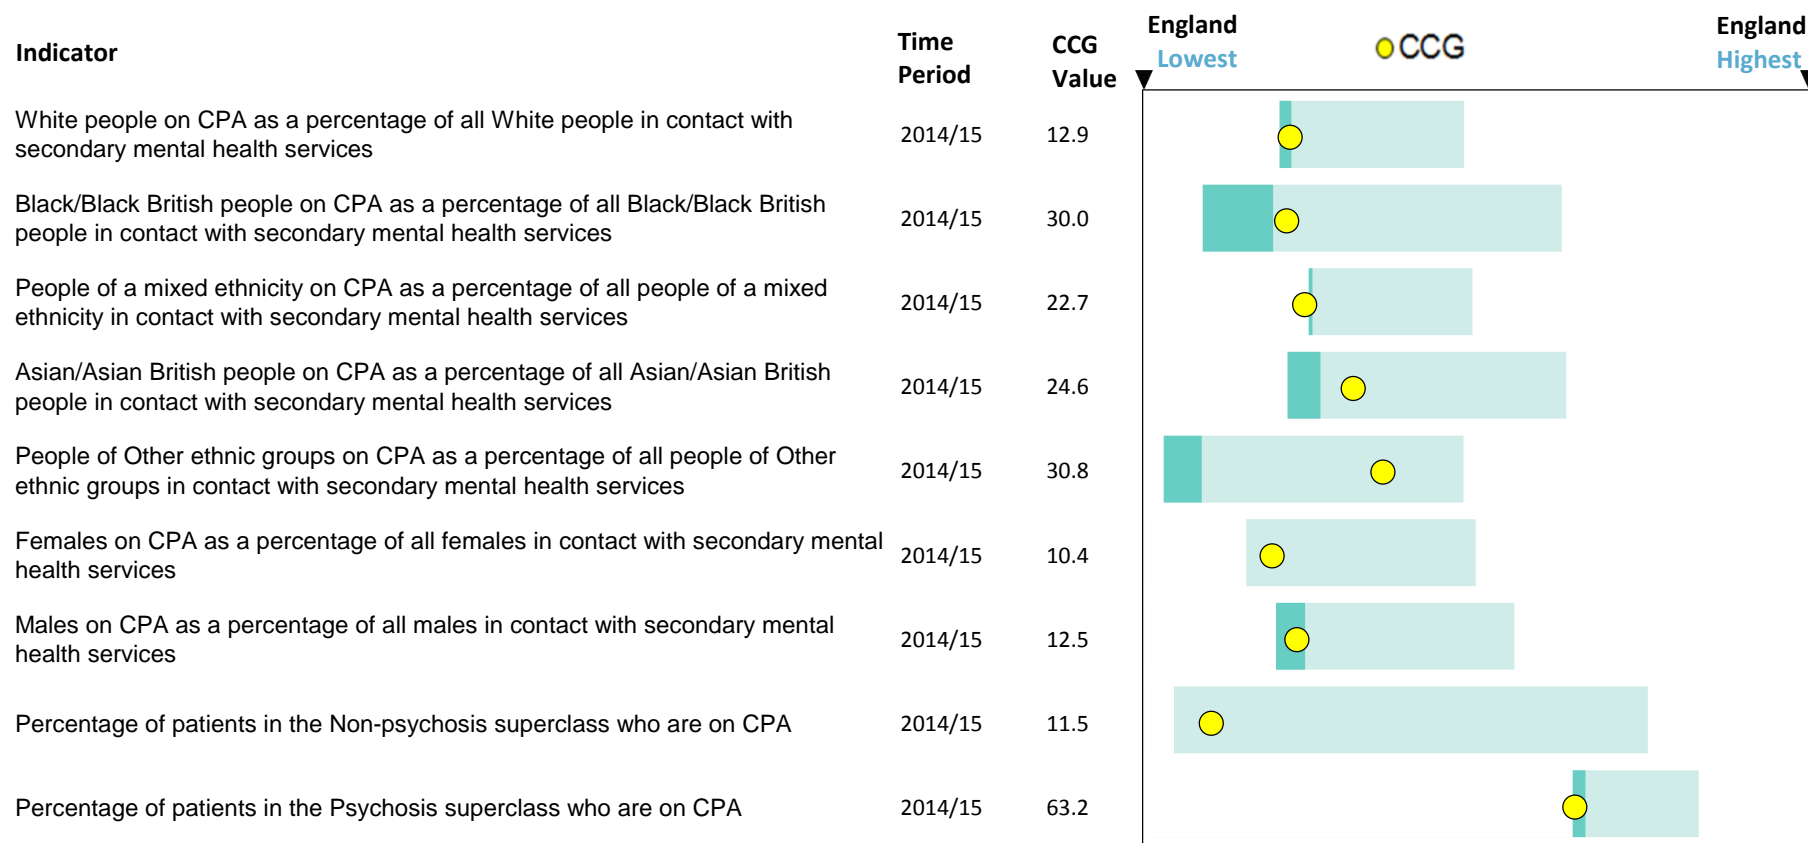 Indicator
Time
Period
CCG
Value
England
Lowest
CCG
England
Highest
White people on CPA as a percentage of all White people in contact with
secondary mental health services
2014/15
12.9
Black/Black British people on CPA as a percentage of all Black/Black British
people in contact with secondary mental health services
2014/15
30.0
People of a mixed ethnicity on CPA as a percentage of all people of a mixed
ethnicity in contact with secondary mental health services
2014/15
22.7
Asian/Asian British people on CPA as a percentage of all Asian/Asian British
people in contact with secondary mental health services
2014/15
24.6
People of Other ethnic groups on CPA as a percentage of all people of Other
ethnic groups in contact with secondary mental health services
2014/15
30.8
Females on CPA as a percentage of all females in contact with secondary mental
health services
2014/15
10.4
Males on CPA as a percentage of all males in contact with secondary mental
health services
2014/15
12.5
Percentage of patients in the Non-psychosis superclass who are on CPA
2014/15
11.5
Percentage of patients in the Psychosis superclass who are on CPA
2014/15
63.2